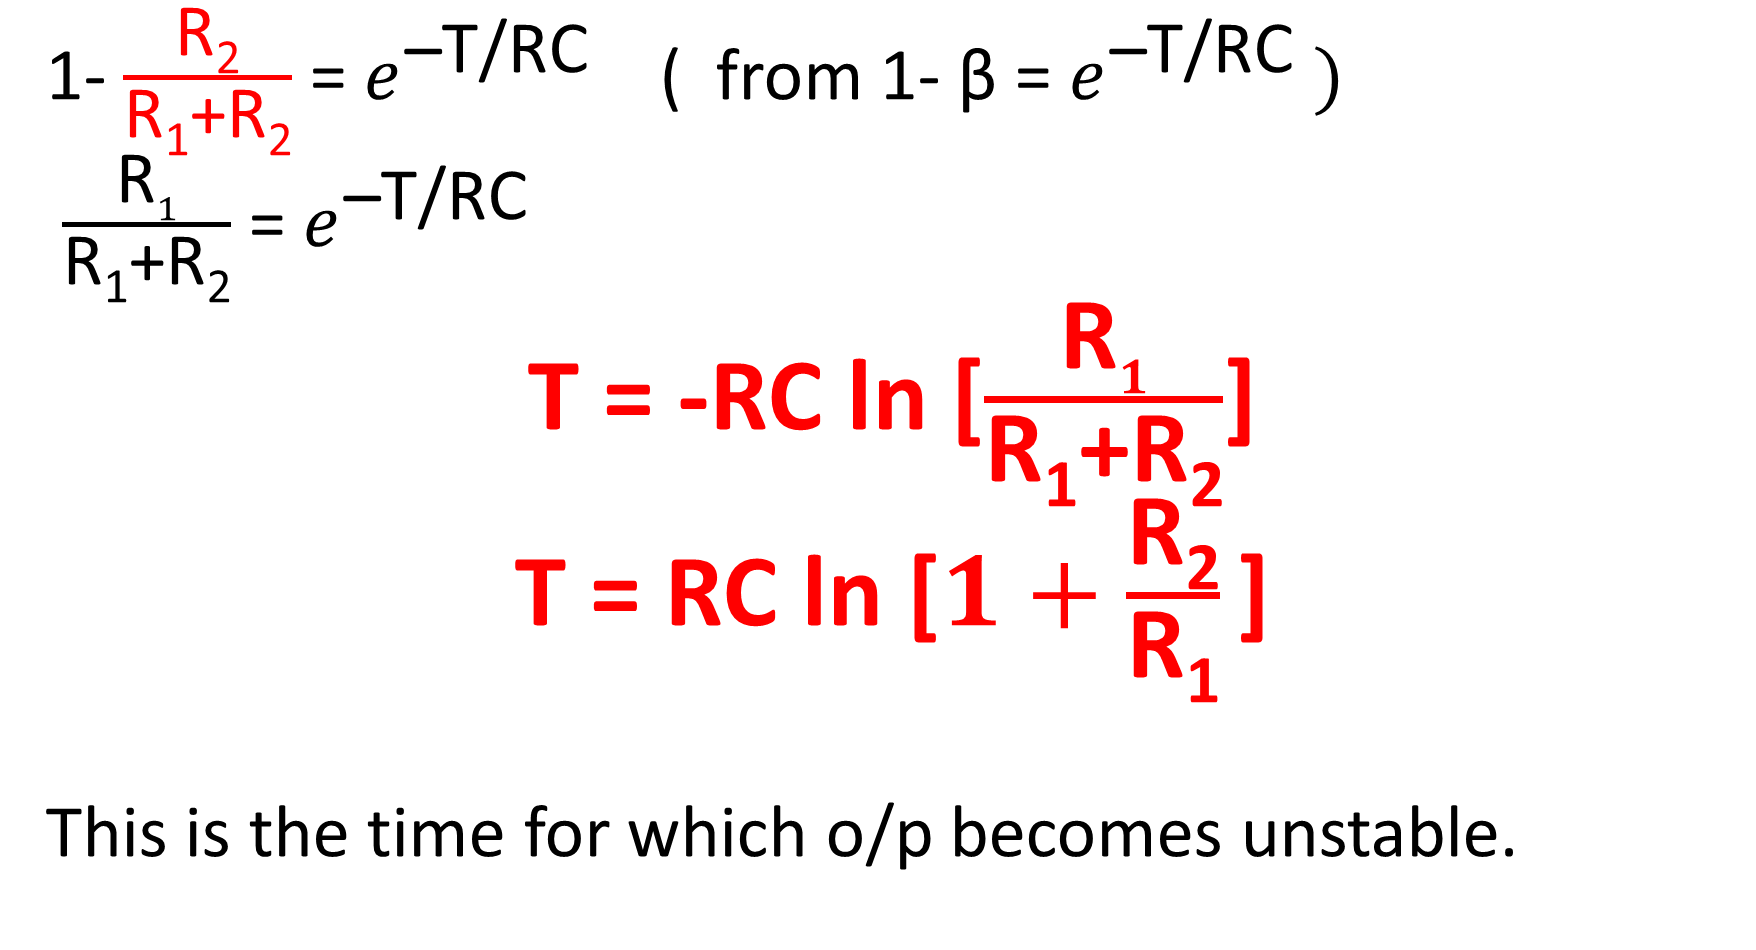 1- R₂/(R₁+R₂) = e^(–T/RC) ( from 1- β = e^(–T/RC) )
R₁/(R₁+R₂) = e^(–T/RC)
T = -RC ln [R₁/(R₁+R₂)]
T = RC ln [1 + R₂/R₁]
This is the time for which o/p becomes unstable.